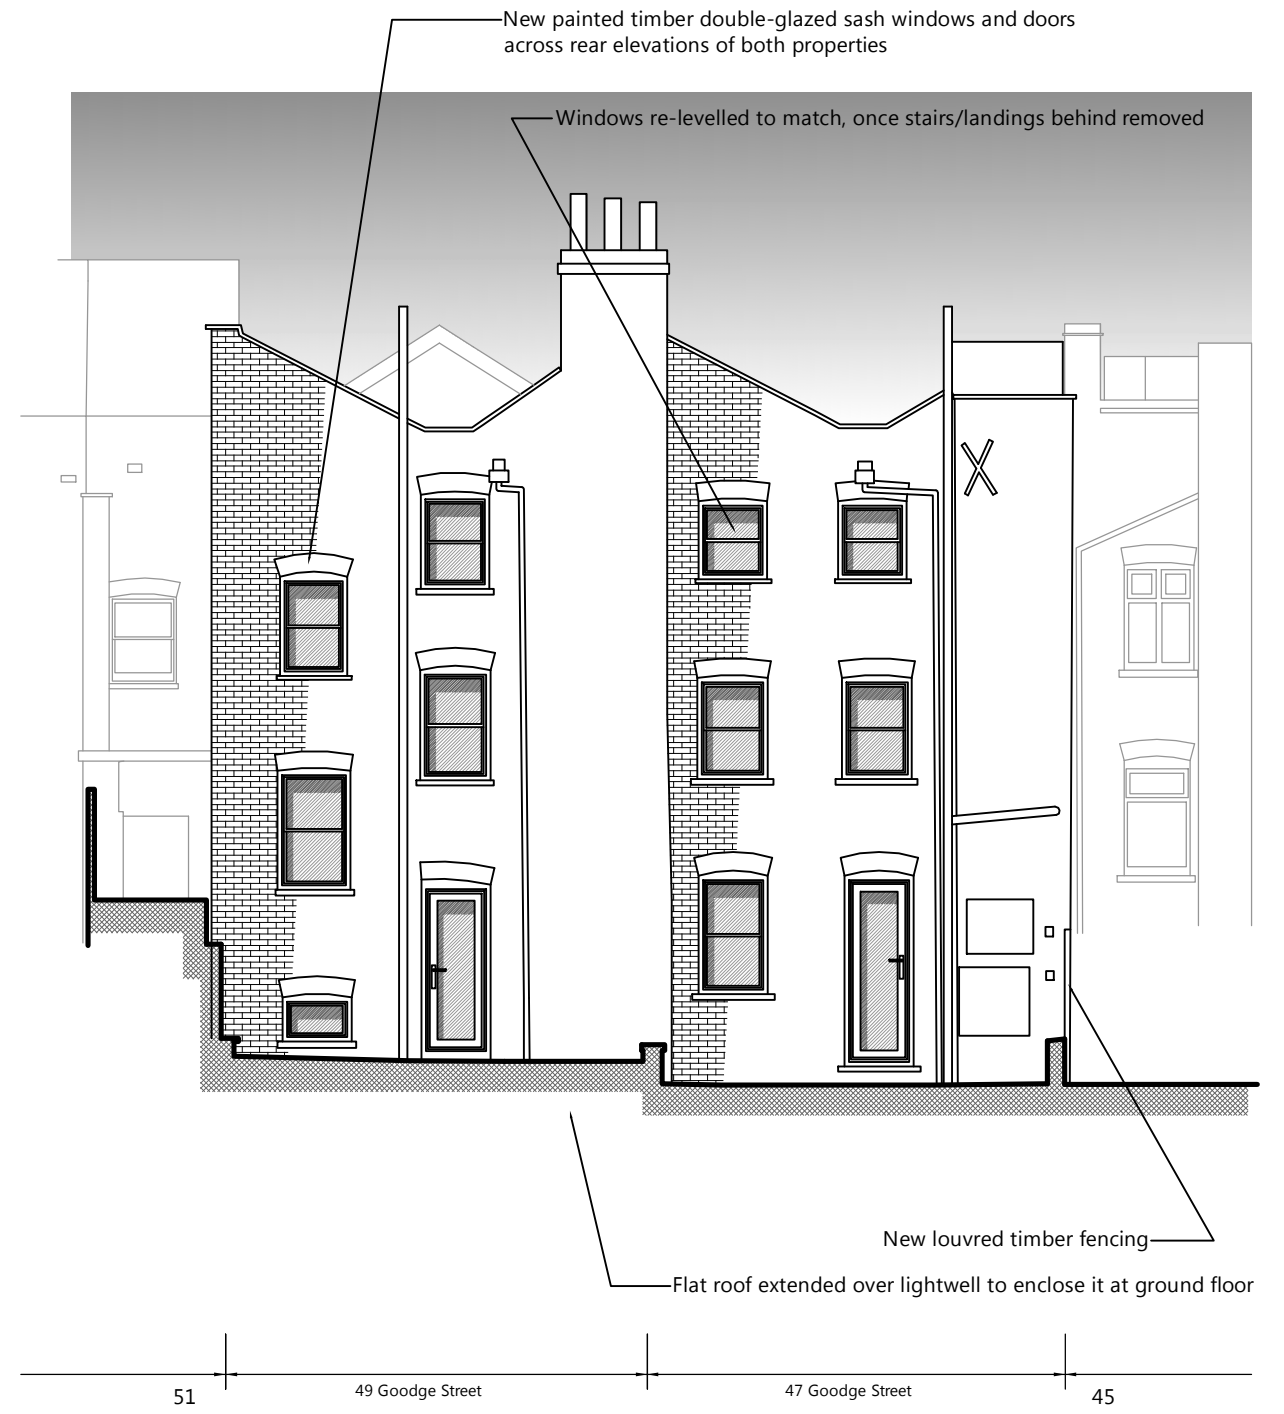 New painted timber double-glazed sash windows and doors
across rear elevations of both properties
Windows re-levelled to match, once stairs/landings behind removed
New louvred timber fencing
Flat roof extended over lightwell to enclose it at ground floor
51
49 Goodge Street
47 Goodge Street
45